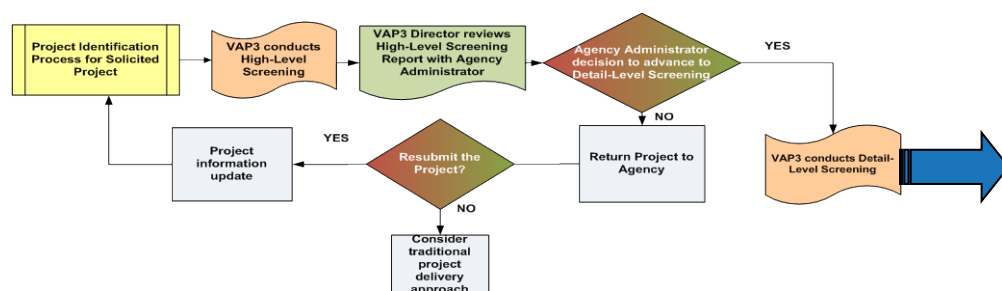 Project Identification
Process for Solicited
Project
VAP3 conducts
High-Level
Screening
VAP3 Director reviews
High-Level Screening
Report with Agency
Administrator
Agency Administrator
decision to advance to
Detail-Level Screening
YES
NO
VAP3 conducts Detail-
Level Screening
Return Project to
Agency
Resubmit the
Project?
YES
Project
information
update
NO
Consider
traditional
project
delivery
approach